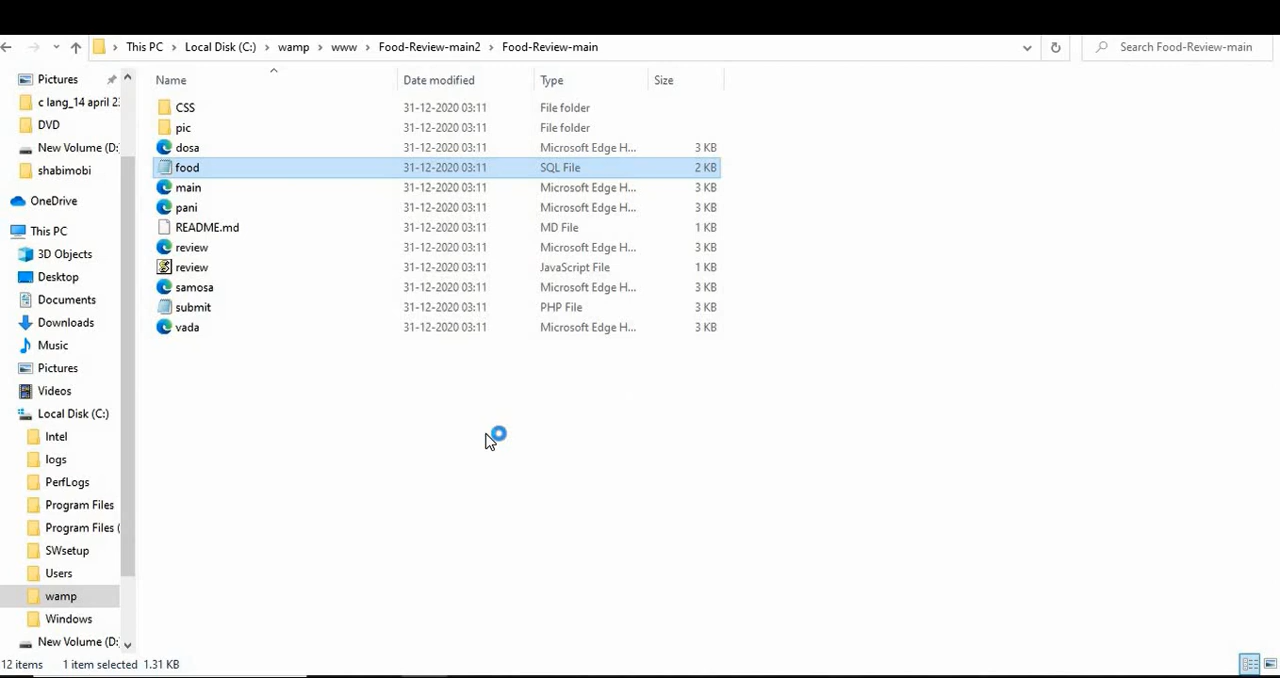 This PC > Local Disk (C:) > wamp > www > Food-Review-main2 > Food-Review-main
Search Food-Review-main
Name Date modified Type Size
Pictures
c lang_14 april 23
DVD
New Volume (D:
shabimobi
OneDrive
This PC
3D Objects
Desktop
Documents
Downloads
Music
Pictures
Videos
Local Disk (C:)
Intel
logs
PerfLogs
Program Files
Program Files (
SWsetup
Users
wamp
Windows
New Volume (D:
CSS 31-12-2020 03:11 File folder
pic 31-12-2020 03:11 File folder
dosa 31-12-2020 03:11 Microsoft Edge H... 3 KB
food 31-12-2020 03:11 SQL File 2 KB
main 31-12-2020 03:11 Microsoft Edge H... 3 KB
pani 31-12-2020 03:11 Microsoft Edge H... 3 KB
README.md 31-12-2020 03:11 MD File 1 KB
review 31-12-2020 03:11 Microsoft Edge H... 3 KB
review 31-12-2020 03:11 JavaScript File 1 KB
samosa 31-12-2020 03:11 Microsoft Edge H... 3 KB
submit 31-12-2020 03:11 PHP File 3 KB
vada 31-12-2020 03:11 Microsoft Edge H... 3 KB
12 items 1 item selected 1.31 KB